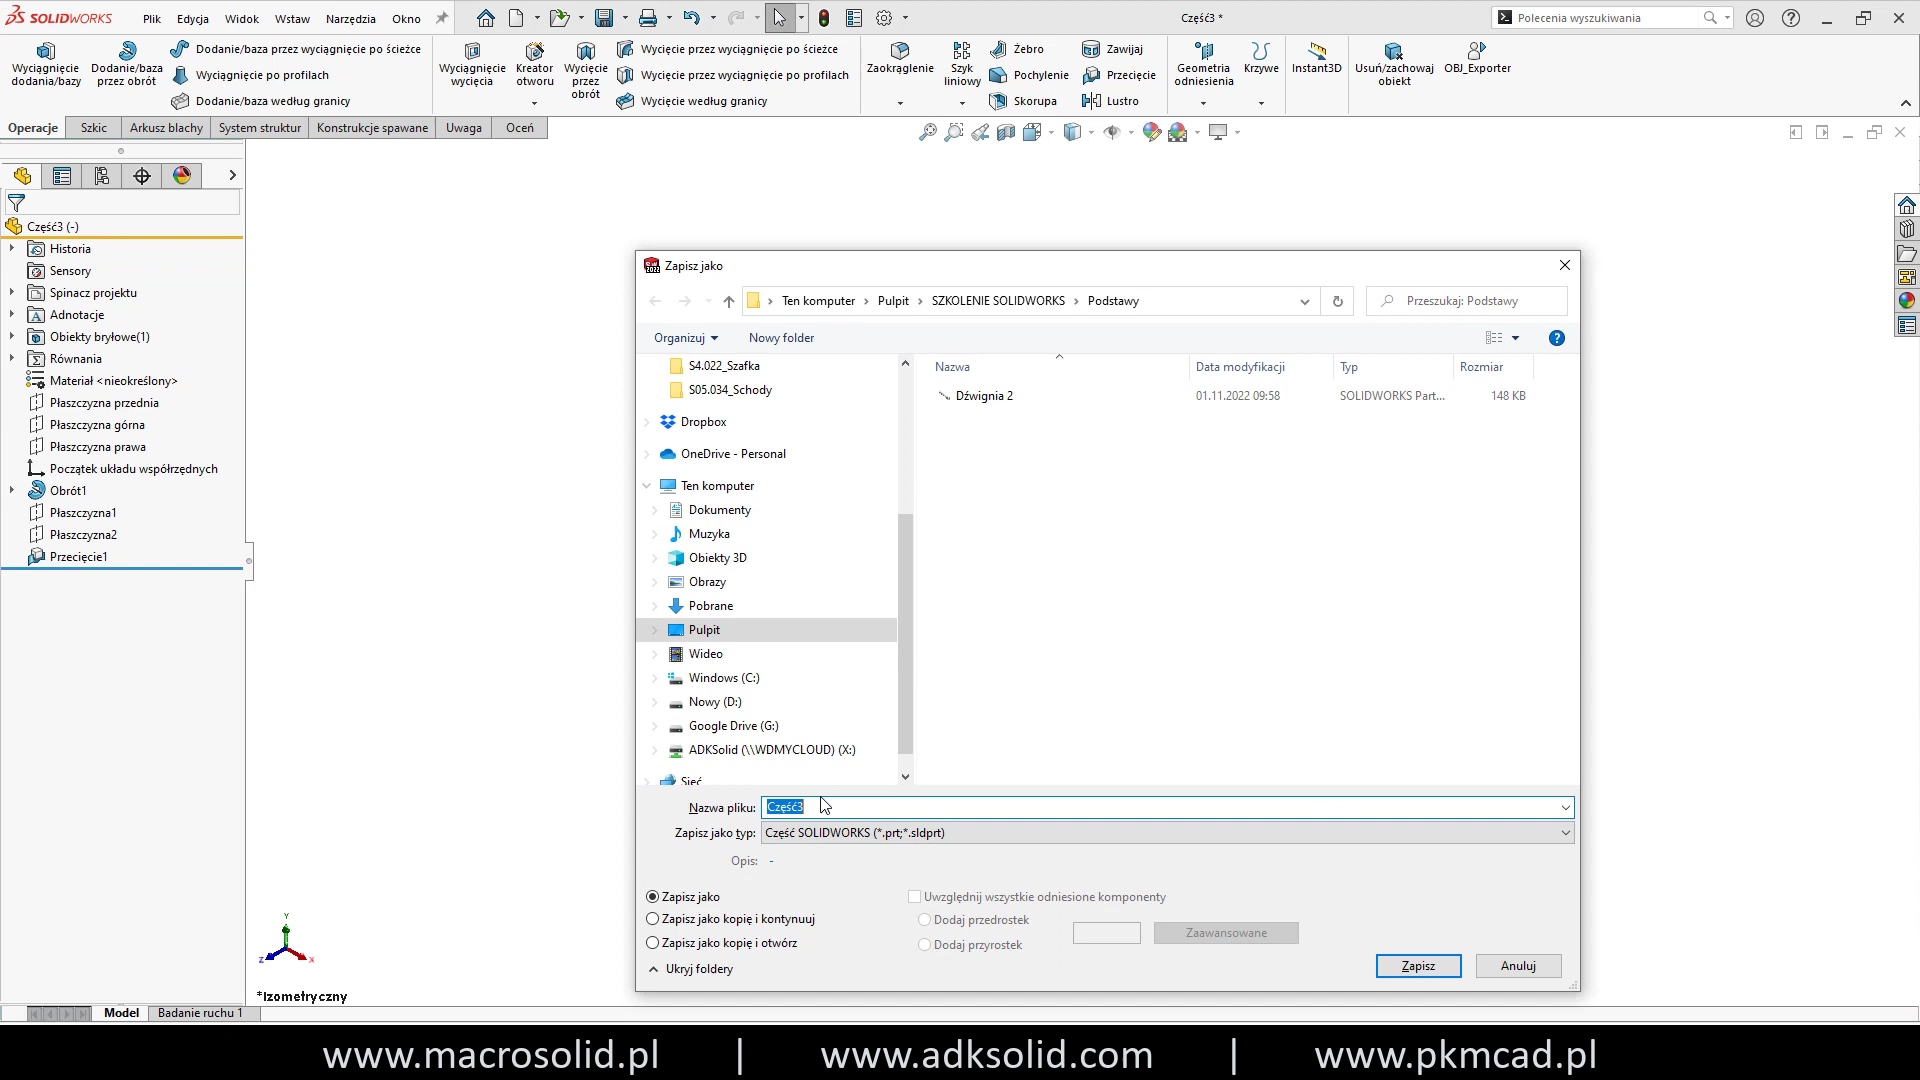 SOLIDWORKS Plik Edycja Widok Wstaw Narzędzia Okno Część3 * Polecenia wyszukiwania
Wyciągnięcie dodania/bazy
Dodanie/baza przez obrót
Dodanie/baza przez wyciągnięcie po ścieżce
Wyciągnięcie po profilach
Dodanie/baza według granicy
Wyciągnięcie wycięcia
Kreator otworu
Wycięcie przez obrót
Wycięcie przez wyciągnięcie po ścieżce
Wycięcie przez wyciągnięcie po profilach
Wycięcie według granicy
Zaokrąglenie
Szyk liniowy
Żebro
Pochylenie
Skorupa
Zawijaj
Przecięcie
Lustro
Geometria odniesienia
Krzywe
Instant3D
Usuń/zachowaj obiekt
OBJ_Exporter
Operacje Szkic Arkusz blachy System struktur Konstrukcje spawane Uwaga Oceń
Część3 (-)
Historia
Sensory
Spinacz projektu
Adnotacje
Obiekty bryłowe(1)
Równania
Materiał <nieokreślony>
Płaszczyzna przednia
Płaszczyzna górna
Płaszczyzna prawa
Początek układu współrzędnych
Obrót1
Płaszczyzna1
Płaszczyzna2
Przecięcie1
Zapisz jako
Ten komputer Pulpit SZKOLENIE SOLIDWORKS Podstawy
Przeszukaj: Podstawy
Organizuj Nowy folder
S4.022_Szafka
S05.034_Schody
Dropbox
OneDrive - Personal
Ten komputer
Dokumenty
Muzyka
Obiekty 3D
Obrazy
Pobrane
Pulpit
Wideo
Windows (C:)
Nowy (D:)
Google Drive (G:)
ADKSolid (\\WDMYCLOUD) (X:)
Sieć
Nazwa Data modyfikacji Typ Rozmiar
Dźwignia 2 01.11.2022 09:58 SOLIDWORKS Part... 148 KB
Nazwa pliku: Część3
Zapisz jako typ: Część SOLIDWORKS (*.prt;*.sldprt)
Opis: -
Zapisz jako
Zapisz jako kopię i kontynuuj
Zapisz jako kopię i otwórz
Uwzględnij wszystkie odniesione komponenty
Dodaj przedrostek
Dodaj przyrostek
Zaawansowane
Ukryj foldery
Zapisz Anuluj
Y
Z X
*Izometryczny
Model Badanie ruchu 1
www.macrosolid.pl | www.adksolid.com | www.pkmcad.pl